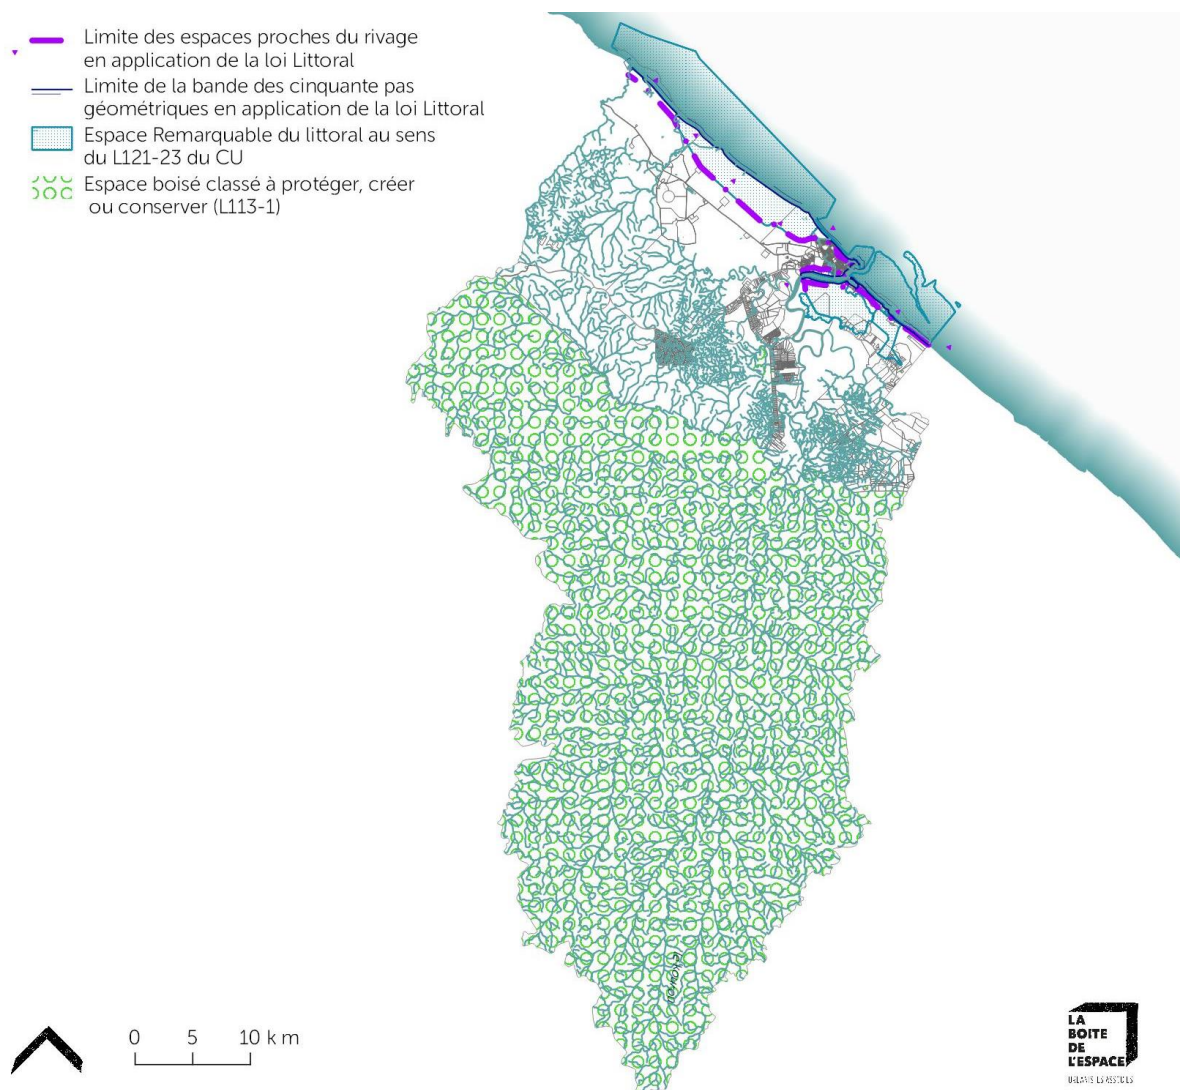 Limite des espaces proches du rivage
en application de la loi Littoral
Limite de la bande des cinquante pas
géométriques en application de la loi Littoral
Espace Remarquable du littoral au sens
du L121-23 du CU
Espace boisé classé à protéger, créer
ou conserver (L113-1)
0 5 10 km
LA
BOITE
DE
L'ESPACE